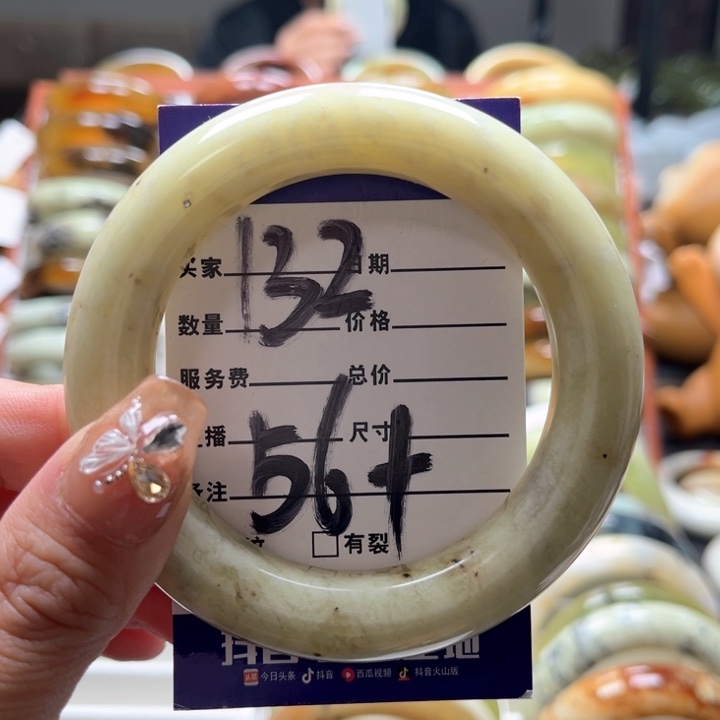 132
家 日期
数量 价格
服务费 总价
播 尺寸
56+
备注
有裂
今日头条 抖音 西瓜视频 抖音火山版